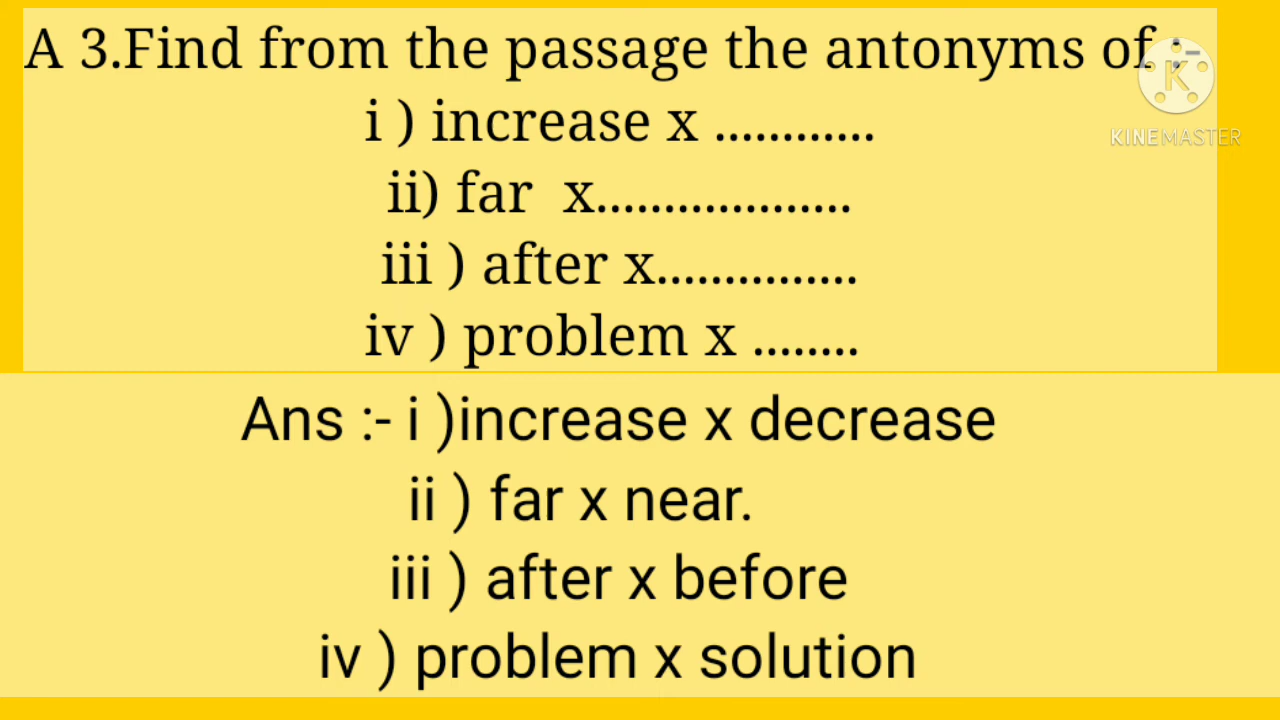 A 3.Find from the passage the antonyms of :-
i ) increase x ............
ii) far x...................
iii ) after x...............
iv ) problem x ........
Ans :- i )increase x decrease
ii ) far x near.
iii ) after x before
iv ) problem x solution
K
KINEMASTER